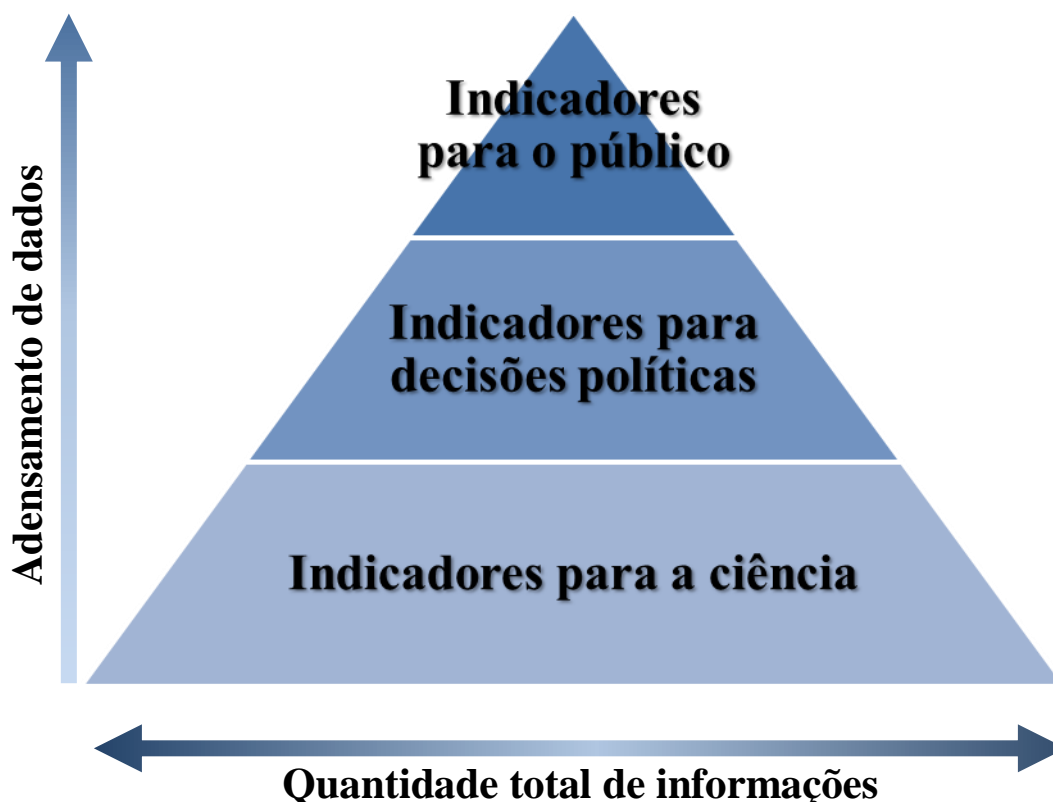 Indicadores
para o público
Indicadores para
decisões políticas
Indicadores para a ciência
Adensamento de dados
Quantidade total de informações